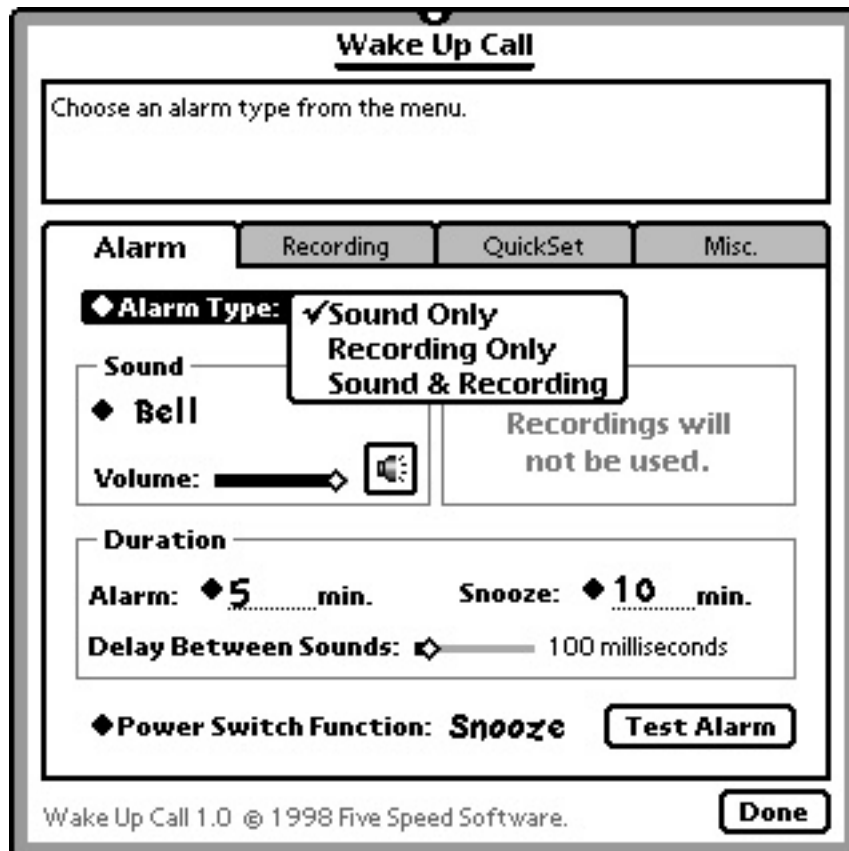 Wake Up Call
Choose an alarm type from the menu.
Alarm Recording QuickSet Misc.
Alarm Type: ✓Sound Only
Recording Only
Sound & Recording
Sound
Bell
Volume:
Recordings will
not be used.
Duration
Alarm: 5 min. Snooze: 10 min.
Delay Between Sounds: 100 milliseconds
Power Switch Function: Snooze Test Alarm
Wake Up Call 1.0 © 1998 Five Speed Software. Done